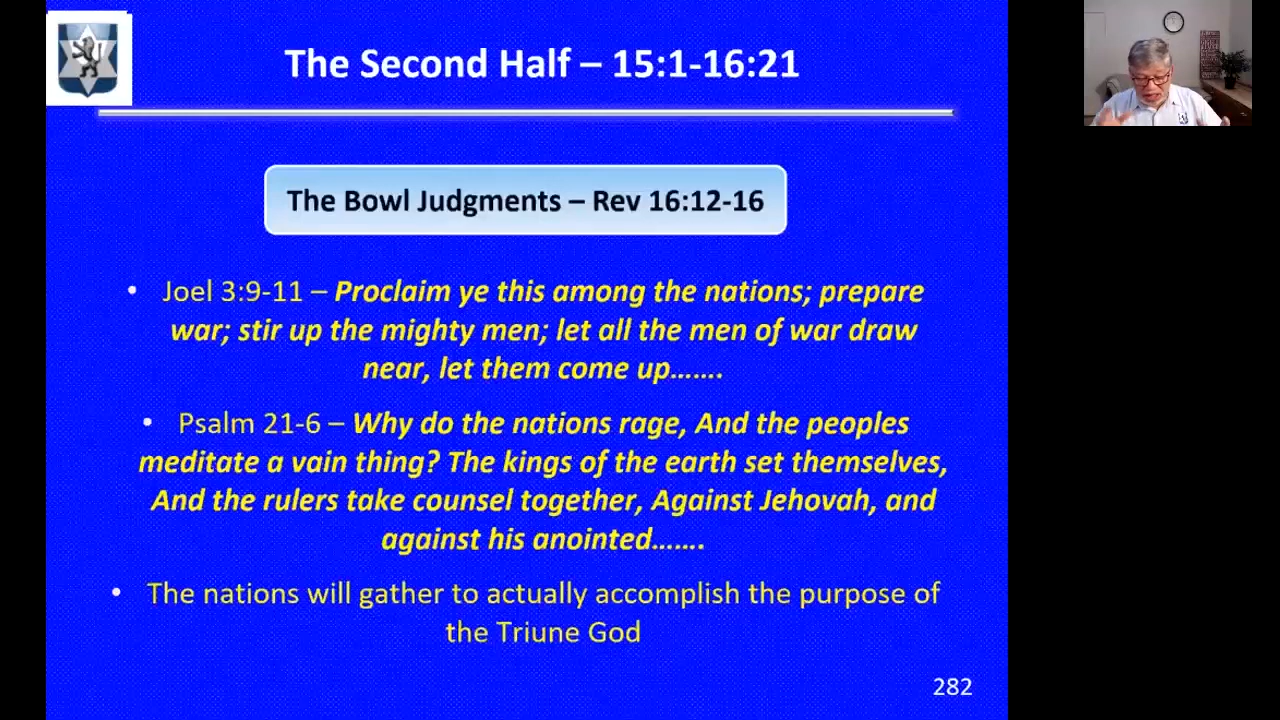 The Second Half – 15:1-16:21
The Bowl Judgments – Rev 16:12-16
• Joel 3:9-11 – Proclaim ye this among the nations; prepare
war; stir up the mighty men; let all the men of war draw
near, let them come up…….
• Psalm 21-6 – Why do the nations rage, And the peoples
meditate a vain thing? The kings of the earth set themselves,
And the rulers take counsel together, Against Jehovah, and
against his anointed…….
• The nations will gather to actually accomplish the purpose of
the Triune God
282